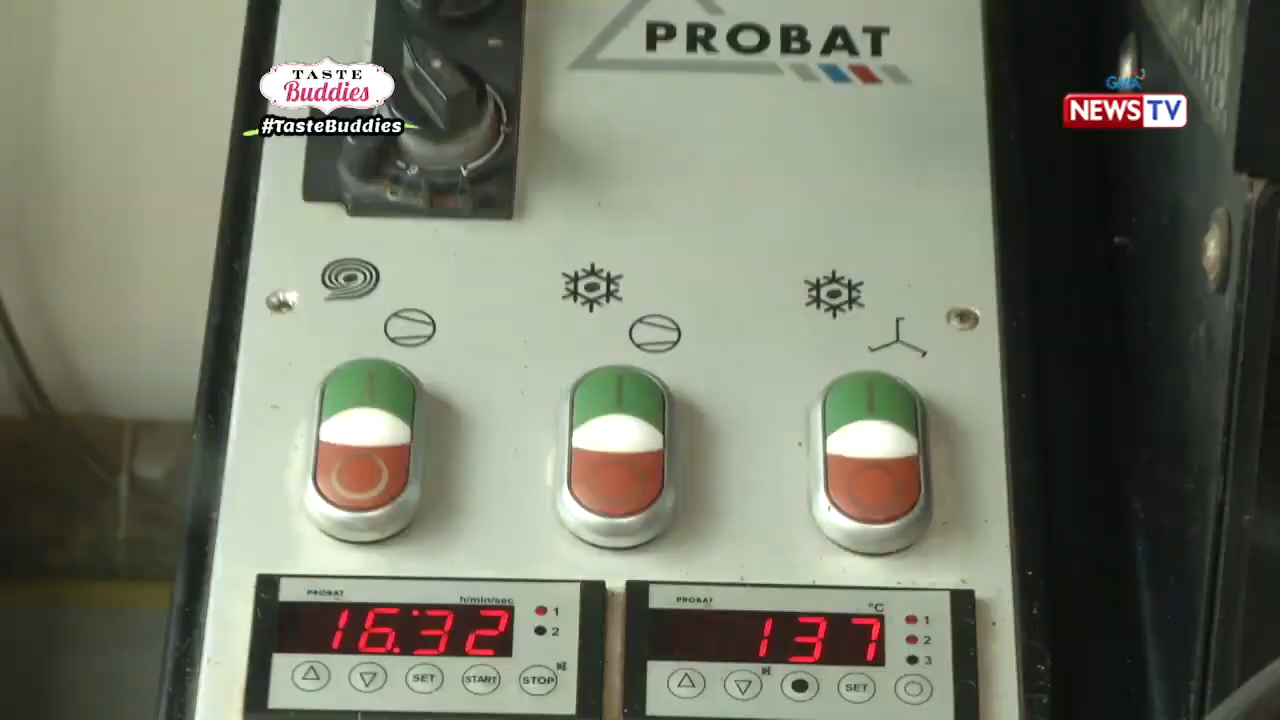 PROBAT
TASTE
Buddies
#TasteBuddies
GMA
NEWS TV
PROBAT
h/min/sec
16:32
1
2
SET
START
STOP
PROBAT
°C
137
1
2
3
SET